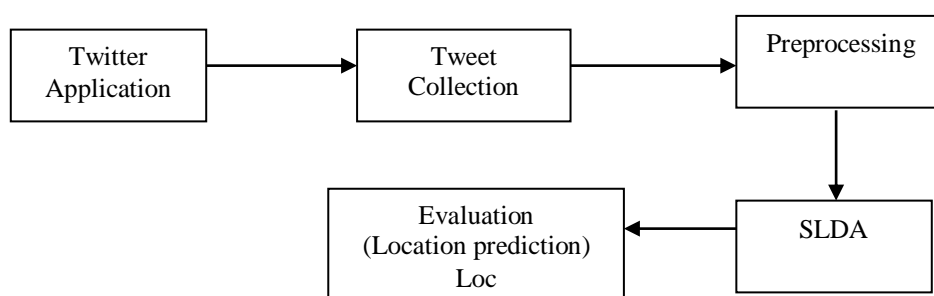 Twitter
Application
Tweet
Collection
Preprocessing
SLDA
Evaluation
(Location prediction)
Loc